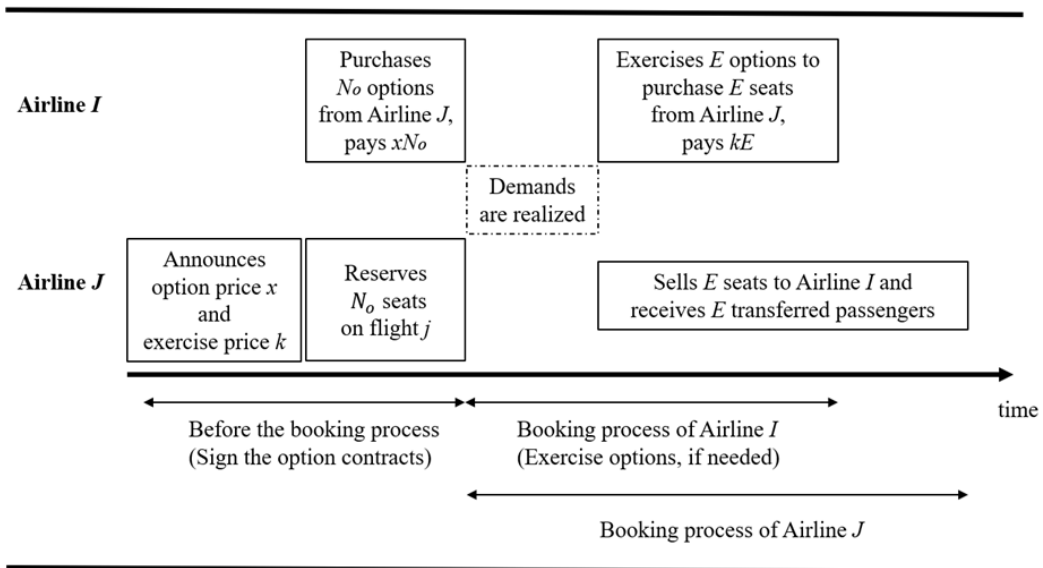 Airline I
Purchases
No options
from Airline J,
pays xNo
Exercises E options to
purchase E seats
from Airline J,
pays kE
Demands
are realized
Airline J
Announces
option price x
and
exercise price k
Reserves
N_o seats
on flight j
Sells E seats to Airline I and
receives E transferred passengers
time
Before the booking process
(Sign the option contracts)
Booking process of Airline I
(Exercise options, if needed)
Booking process of Airline J